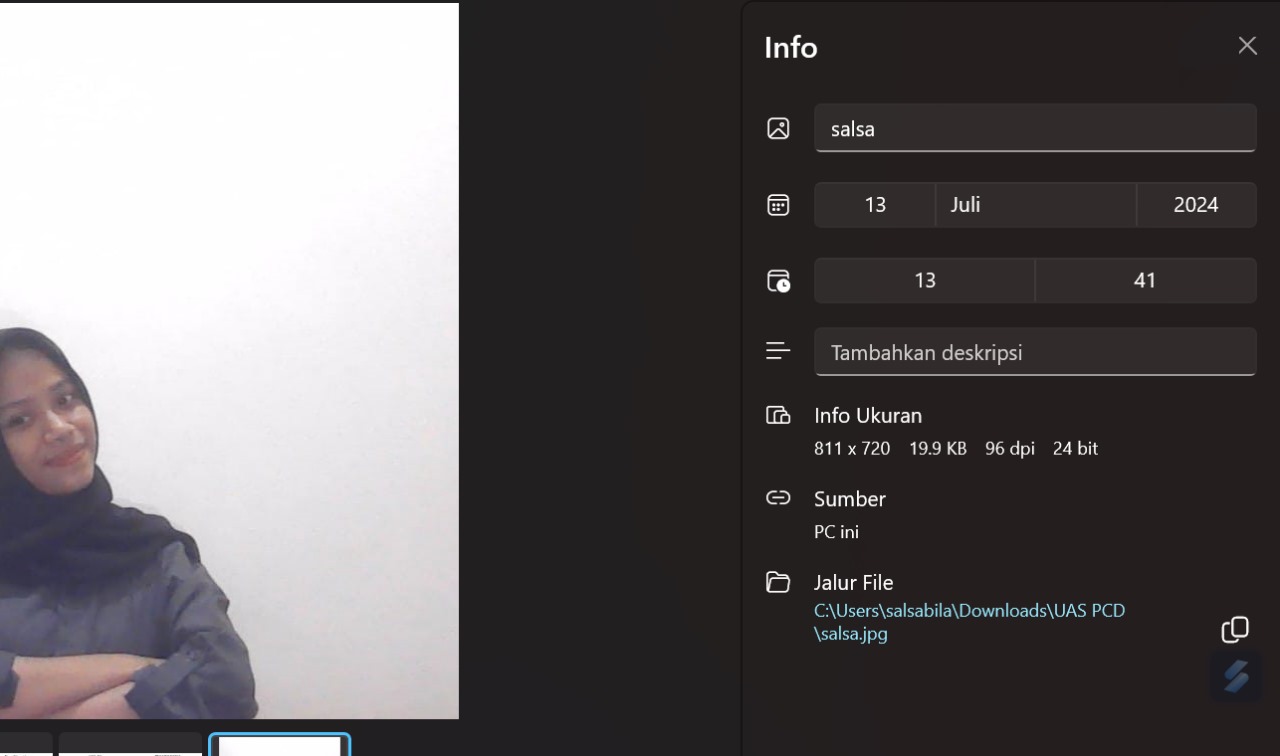 Info
salsa
13 Juli 2024
13 41
Tambahkan deskripsi
Info Ukuran
811 x 720 19.9 KB 96 dpi 24 bit
Sumber
PC ini
Jalur File
C:\Users\salsabila\Downloads\UAS PCD
\salsa.jpg